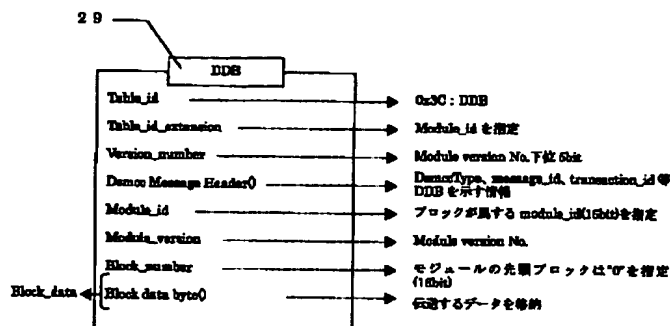 29
DDB
Table_id
0x3C : DDB
Table_id_extension
Module_id を指定
Version_number
Module version No.下位 5bit
Demcc Message Header()
DsmccType、message_id、transaction_id 等
DDB を示す情報
Module_id
ブロックが属する module_id(16bit)を指定
Module_version
Module version No.
Block_number
モジュールの先頭ブロックは"0"を指定
(16bit)
Block_data
Block data byte()
伝送するデータを格納